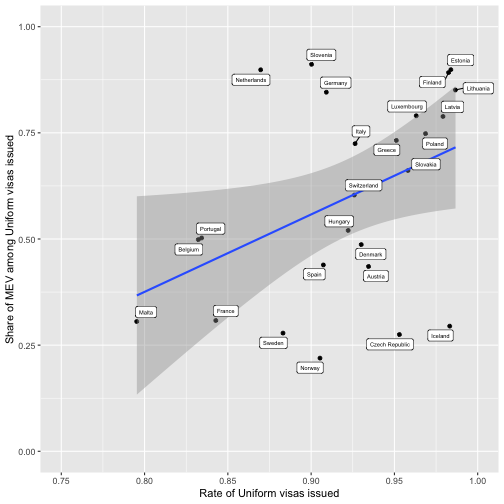 1.00
0.75
0.50
0.25
0.00
Share of MEV among Uniform visas issued
Slovenia
Estonia
Netherlands
Germany
Finland
Lithuania
Luxembourg
Latvia
Italy
Greece
Poland
Slovakia
Switzerland
Portugal
Hungary
Belgium
Denmark
Spain
Austria
Malta
France
Sweden
Czech Republic
Iceland
Norway
0.75
0.80
0.85
0.90
0.95
1.00
Rate of Uniform visas issued